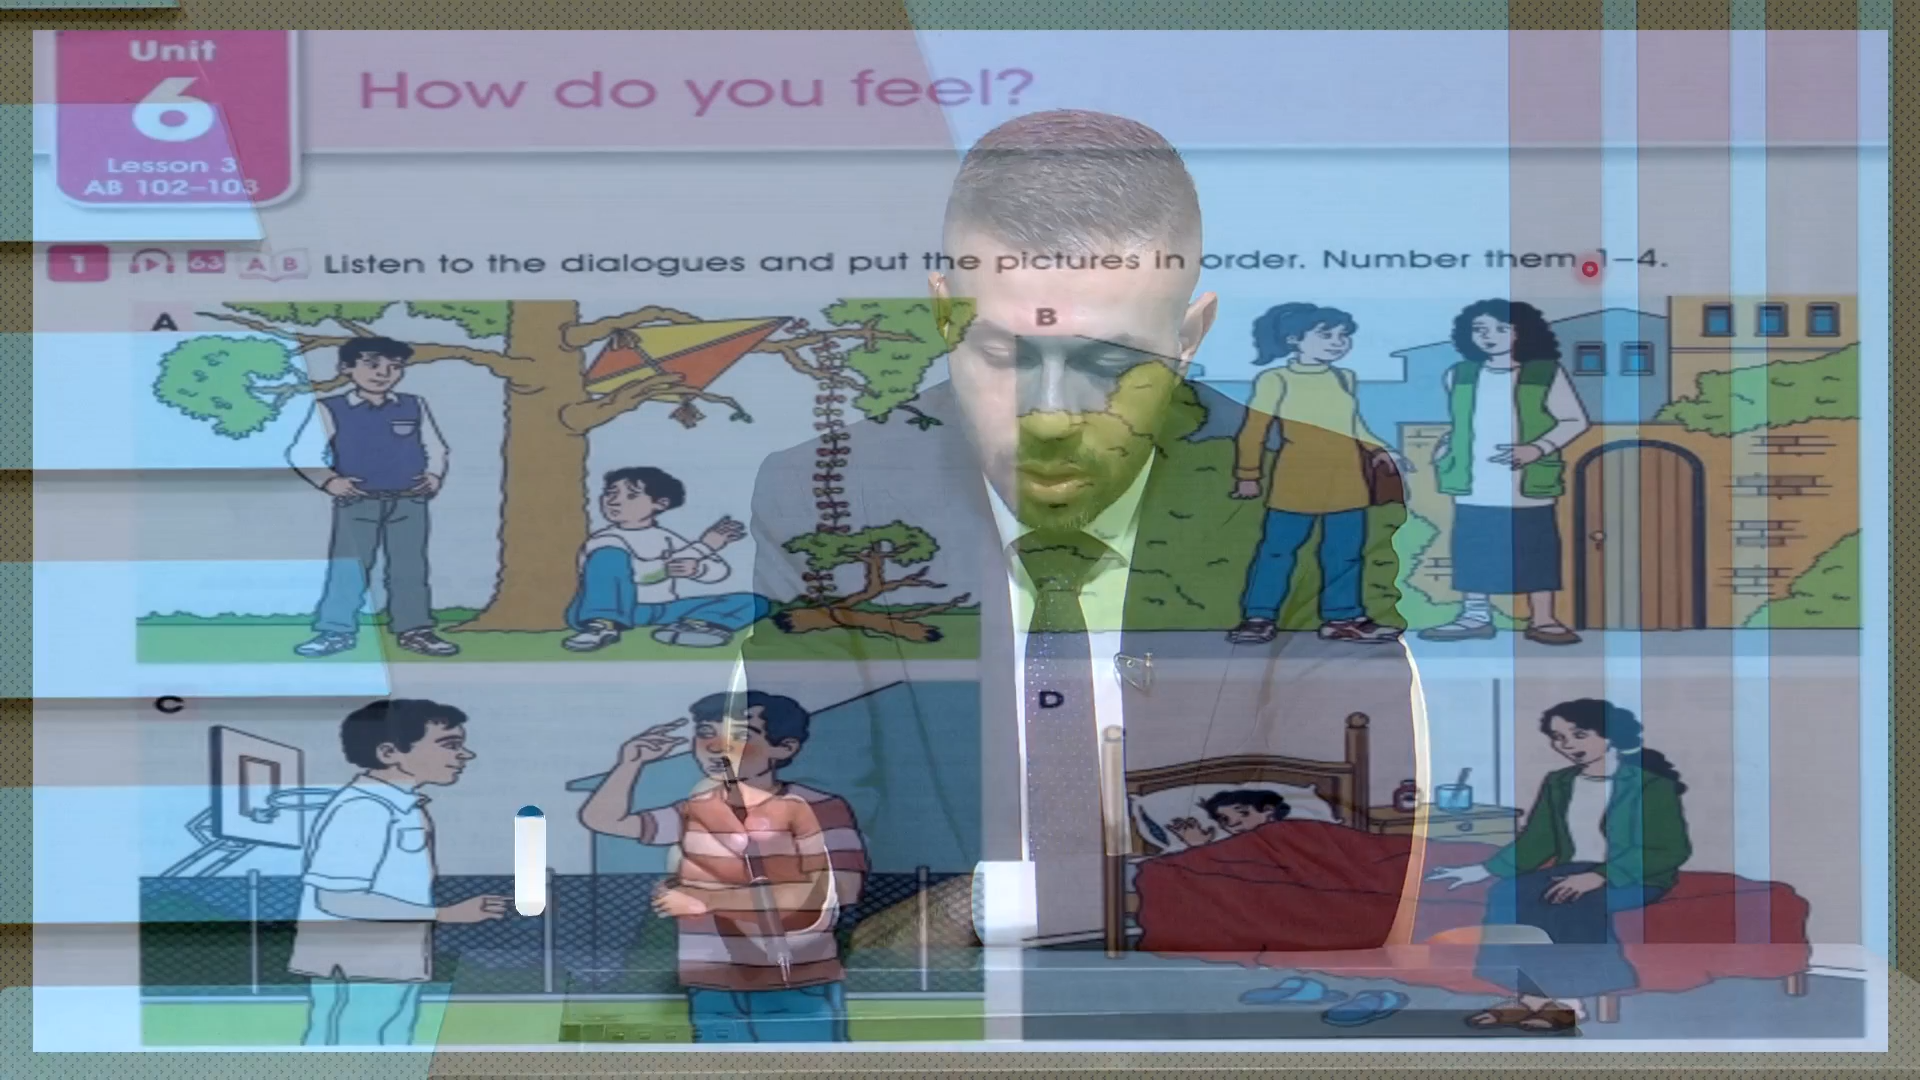 Unit
6
Lesson 3
AB 102–103
How do you feel?
1 63 A B Listen to the dialogues and put the pictures in order. Number them 1–4.
A
B
C
D